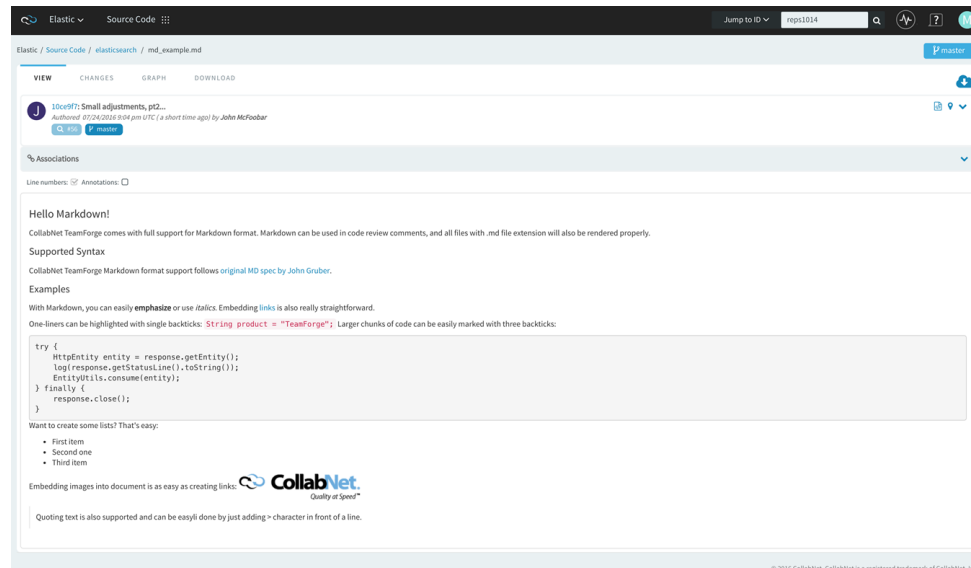 Elastic Source Code Jump to ID reps1014 ?
Elastic / Source Code / elasticsearch / md_example.md master
VIEW CHANGES GRAPH DOWNLOAD
J 10ce9f7: Small adjustments, pt2...
Authored 07/24/2016 9:04 pm UTC ( a short time ago) by John McFoobar
#56 master
Associations
Line numbers: Annotations:
Hello Markdown!
CollabNet TeamForge comes with full support for Markdown format. Markdown can be used in code review comments, and all files with .md file extension will also be rendered properly.
Supported Syntax
CollabNet TeamForge Markdown format support follows original MD spec by John Gruber.
Examples
With Markdown, you can easily emphasize or use italics. Embedding links is also really straightforward.
One-liners can be highlighted with single backticks: String product = "TeamForge"; Larger chunks of code can be easily marked with three backticks:
try {
    HttpEntity entity = response.getEntity();
    log(response.getStatusLine().toString());
    EntityUtils.consume(entity);
} finally {
    response.close();
}
Want to create some lists? That's easy:
• First item
• Second one
• Third item
Embedding images into document is as easy as creating links: CollabNet.
Quality at Speed™
Quoting text is also supported and can be easyli done by just adding > character in front of a line.
© 2016 CollabNet. CollabNet is a registered trademark of CollabNet,